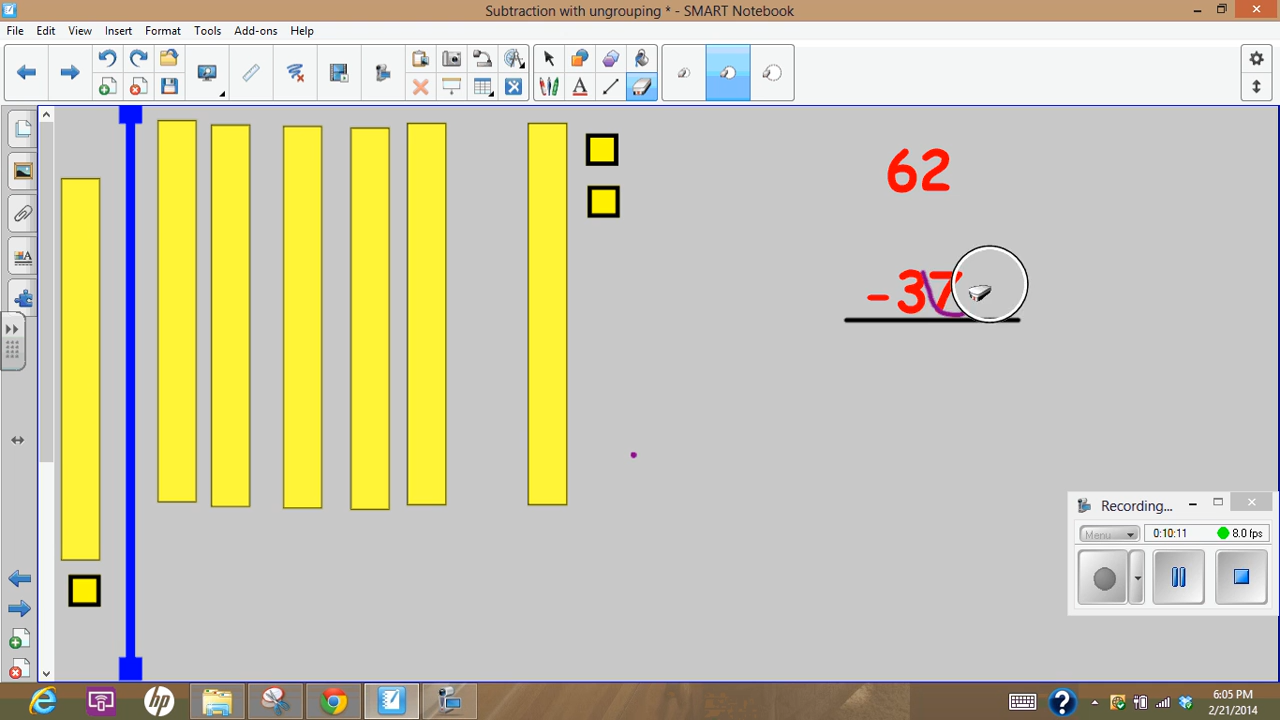 Subtraction with ungrouping * - SMART Notebook
File Edit View Insert Format Tools Add-ons Help
62
-37
Recording...
Menu 0:10:11 8.0 fps
6:05 PM
2/21/2014